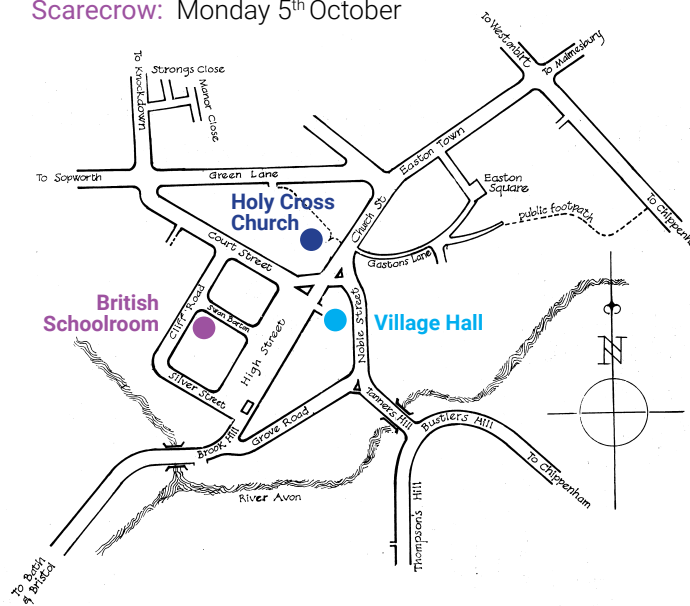 Scarecrow: Monday 5th October
To Westonbirt
To Malmesbury
To Knockdown
Strongs Close
Manor Close
To Sopworth
Green Lane
Easton Town
Easton
Square
To Chippenh
public footpath
Holy Cross
Church
Church St
Court Street
Gastons Lane
British
Schoolroom
Cliff Road
Swan Barton
High Street
Noble Street
Village Hall
N
Silver Street
Tanners Hill
Bustlers Hill
Grove Road
Brook Hill
To Chippenham
River Avon
Thompson's Hill
To Bath
& Bristol